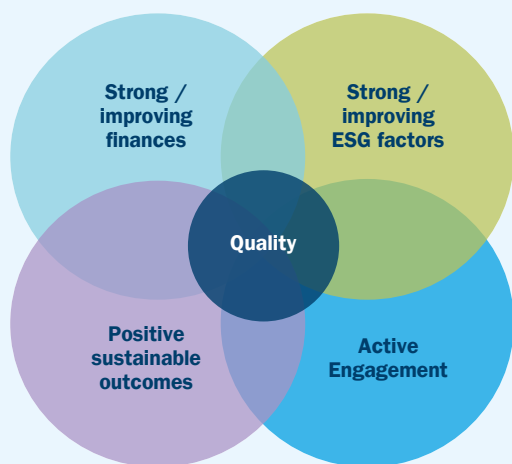 Strong /
improving
finances
Strong /
improving
ESG factors
Quality
Positive
sustainable
outcomes
Active
Engagement